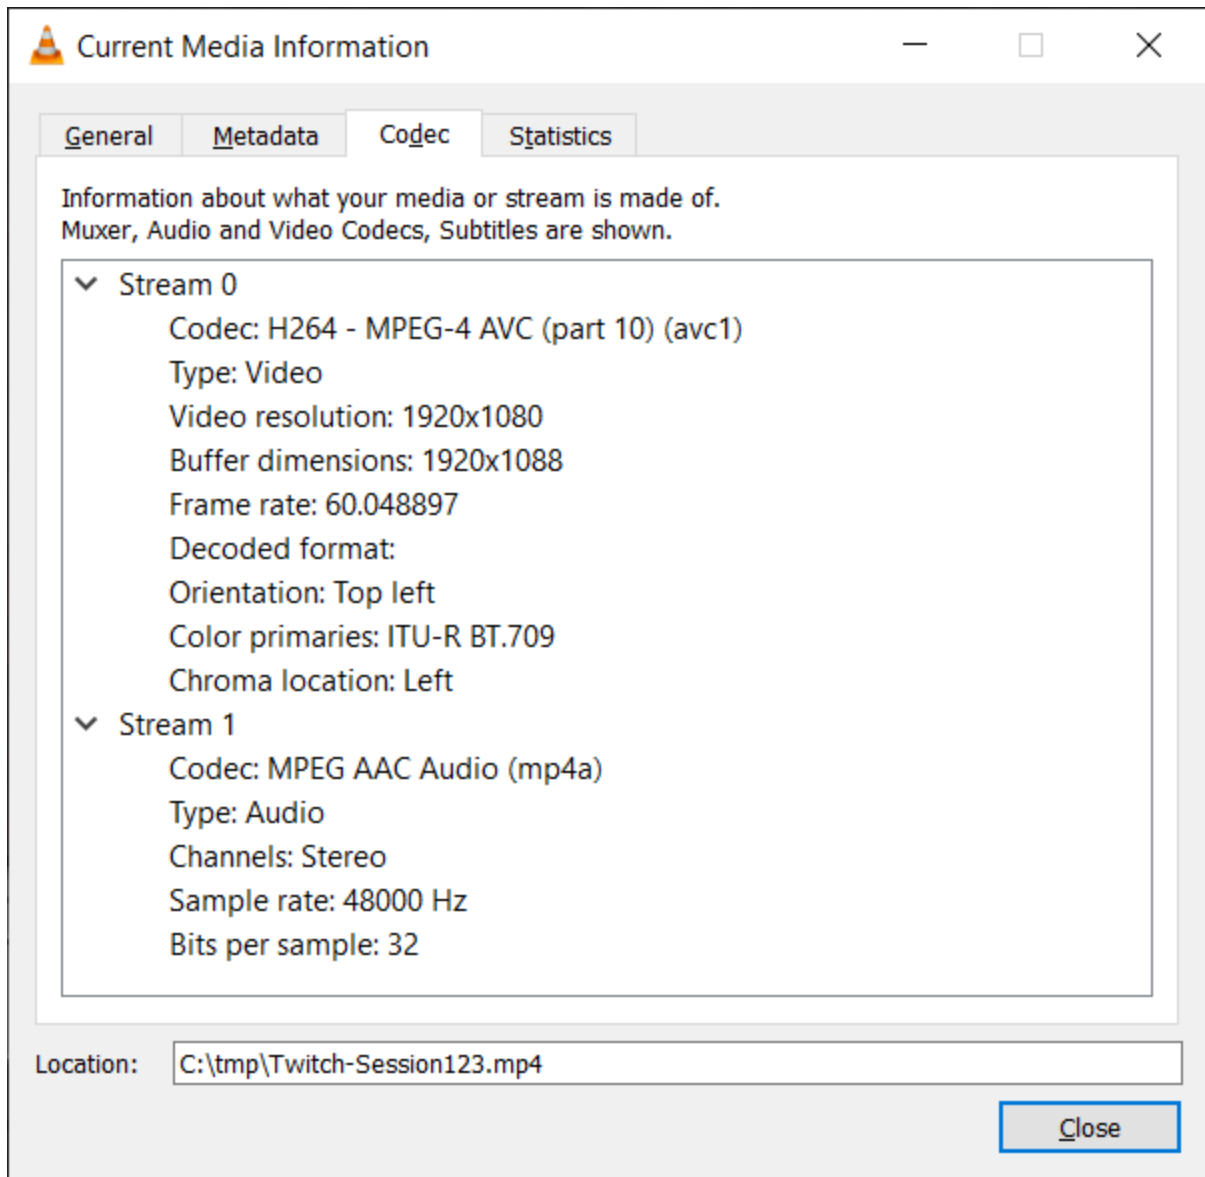 Current Media Information
General Metadata Codec Statistics
Information about what your media or stream is made of.
Muxer, Audio and Video Codecs, Subtitles are shown.
Stream 0
Codec: H264 - MPEG-4 AVC (part 10) (avc1)
Type: Video
Video resolution: 1920x1080
Buffer dimensions: 1920x1088
Frame rate: 60.048897
Decoded format:
Orientation: Top left
Color primaries: ITU-R BT.709
Chroma location: Left
Stream 1
Codec: MPEG AAC Audio (mp4a)
Type: Audio
Channels: Stereo
Sample rate: 48000 Hz
Bits per sample: 32
Location: C:\tmp\Twitch-Session123.mp4
Close